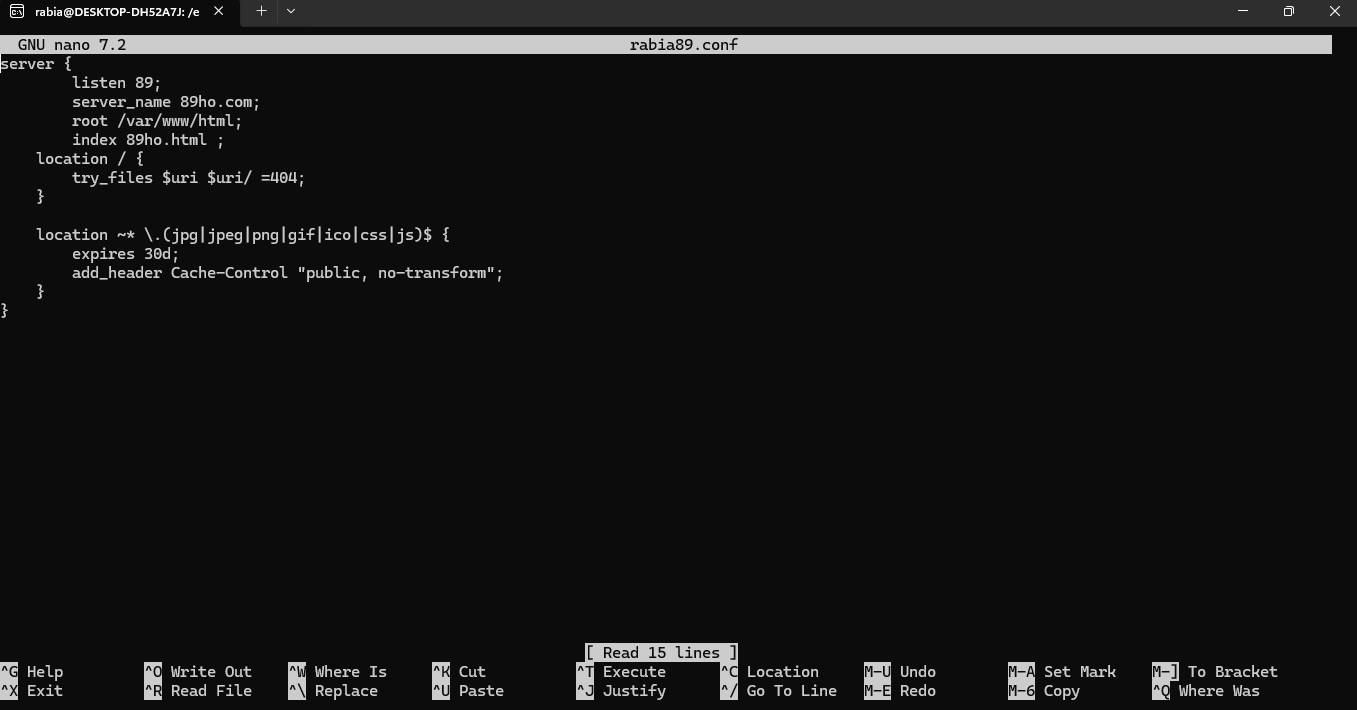 rabia@DESKTOP-DH52A7J: /e
GNU nano 7.2 rabia89.conf
server {
        listen 89;
        server_name 89ho.com;
        root /var/www/html;
        index 89ho.html ;
    location / {
        try_files $uri $uri/ =404;
    }

    location ~* \.(jpg|jpeg|png|gif|ico|css|js)$ {
        expires 30d;
        add_header Cache-Control "public, no-transform";
    }
}
[ Read 15 lines ]
^G Help ^O Write Out ^W Where Is ^K Cut ^T Execute ^C Location M-U Undo M-A Set Mark M-] To Bracket
^X Exit ^R Read File ^\ Replace ^U Paste ^J Justify ^/ Go To Line M-E Redo M-6 Copy ^Q Where Was